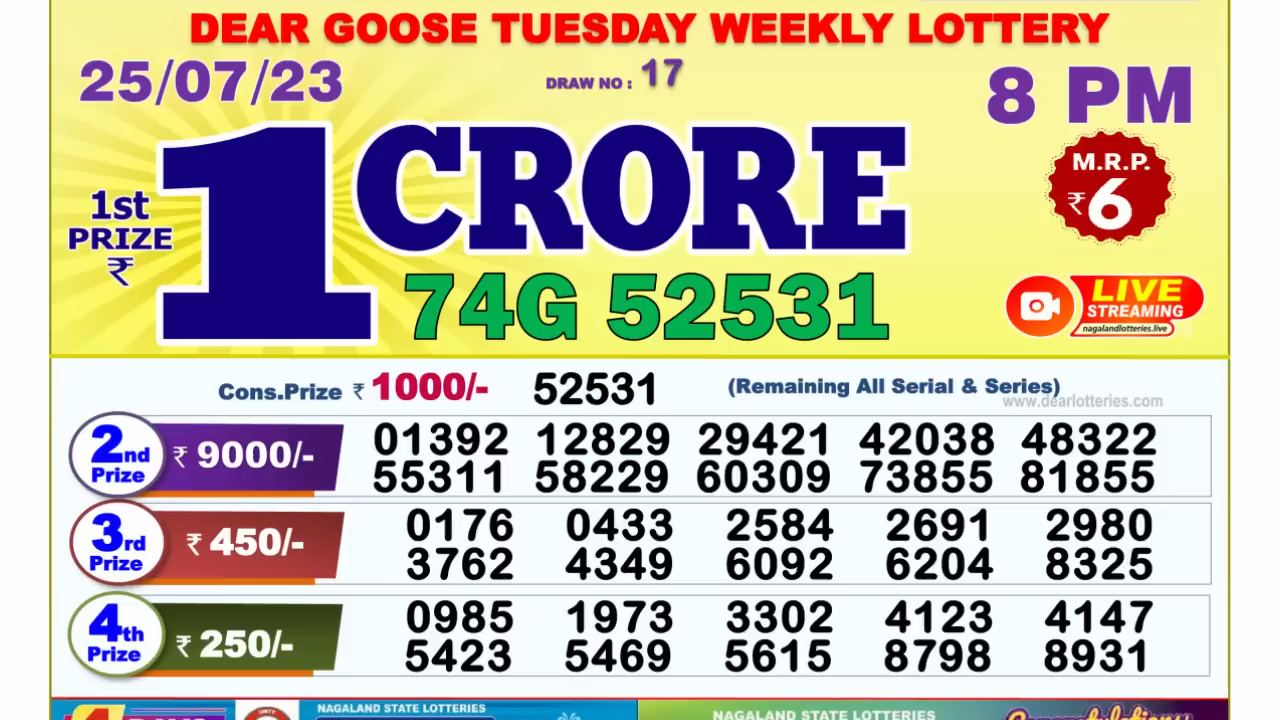 DEAR GOOSE TUESDAY WEEKLY LOTTERY
25/07/23
DRAW NO : 17
8 PM
1st
PRIZE
₹
1 CRORE
M.R.P.
₹ 6
74G 52531
LIVE
STREAMING
nagalandlotteries.live
Cons.Prize ₹ 1000/- 52531 (Remaining All Serial & Series)
www.dearlotteries.com
2nd Prize ₹ 9000/-
01392 12829 29421 42038 48322
55311 58229 60309 73855 81855
3rd Prize ₹ 450/-
0176 0433 2584 2691 2980
3762 4349 6092 6204 8325
4th Prize ₹ 250/-
0985 1973 3302 4123 4147
5423 5469 5615 8798 8931
NAGALAND STATE LOTTERIES
NAGALAND STATE LOTTERIES